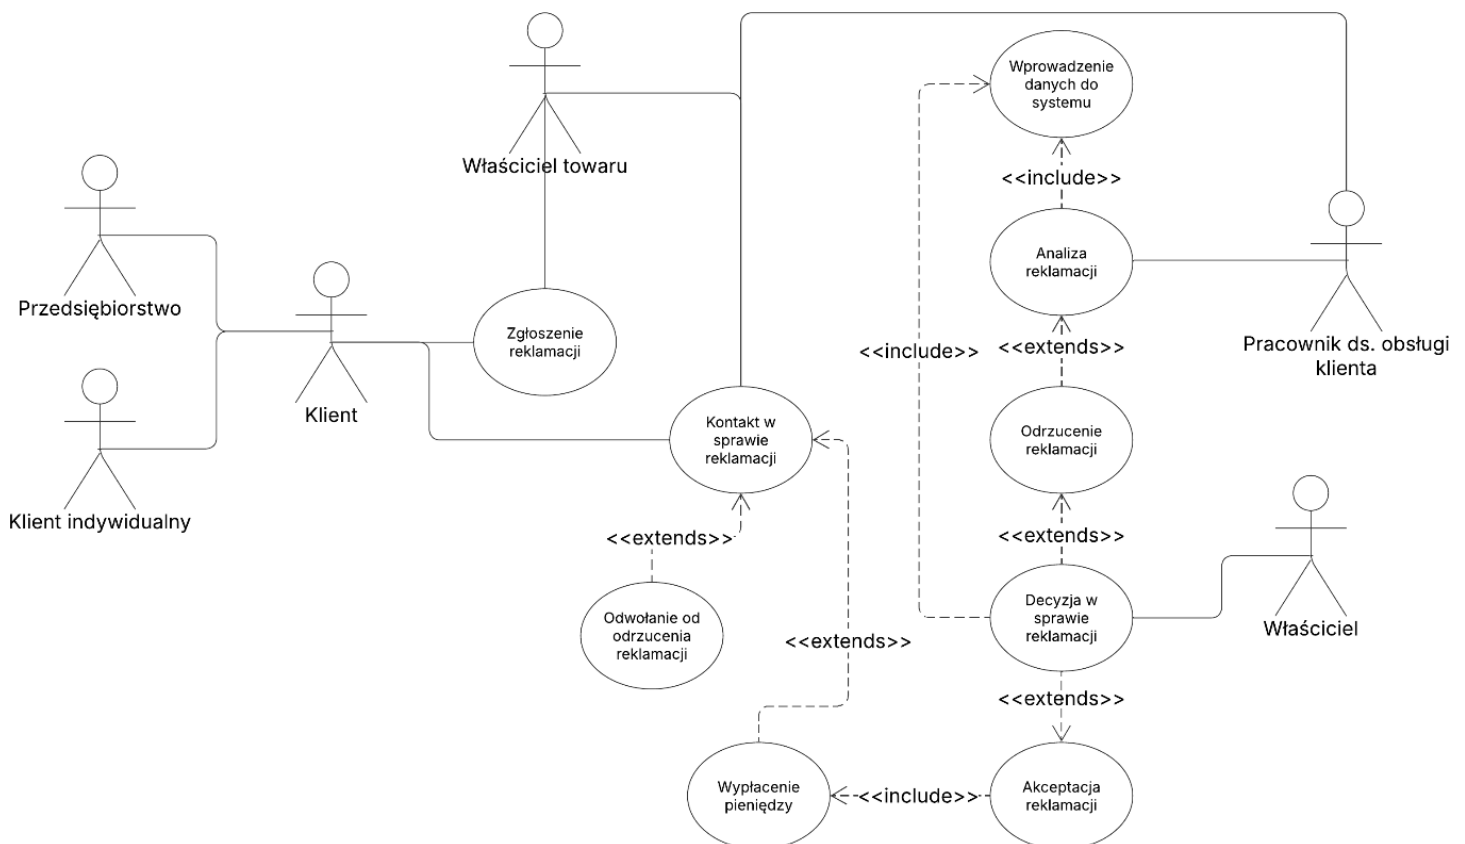 Wprowadzenie
danych do
systemu
Właściciel towaru
<<include>>
Analiza
reklamacji
Przedsiębiorstwo
Zgłoszenie
reklamacji
<<include>>
<<extends>>
Pracownik ds. obsługi
klienta
Klient
Kontakt w
sprawie
reklamacji
Odrzucenie
reklamacji
Klient indywidualny
<<extends>>
<<extends>>
Odwołanie od
odrzucenia
reklamacji
Decyzja w
sprawie
reklamacji
Właściciel
<<extends>>
<<extends>>
Wypłacenie
pieniędzy
<<include>>
Akceptacja
reklamacji